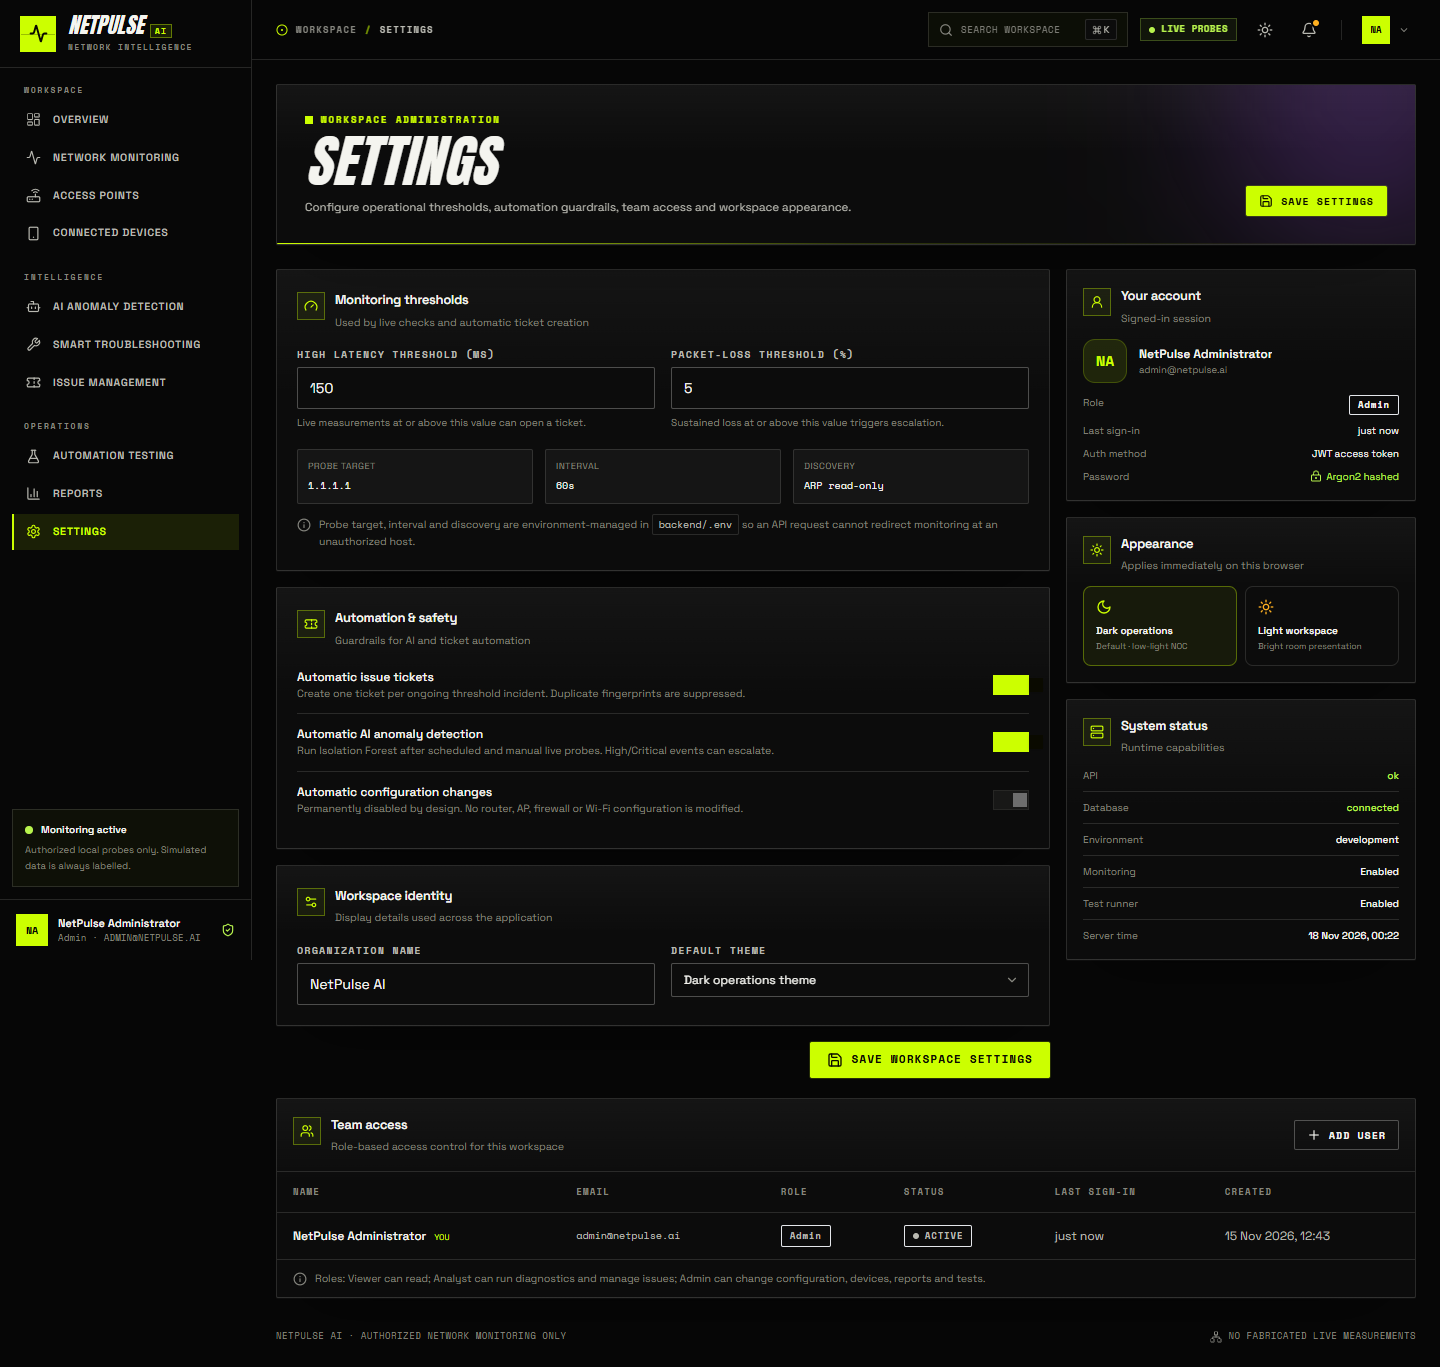 NETPULSE AI
NETWORK INTELLIGENCE
WORKSPACE
OVERVIEW
NETWORK MONITORING
ACCESS POINTS
CONNECTED DEVICES
INTELLIGENCE
AI ANOMALY DETECTION
SMART TROUBLESHOOTING
ISSUE MANAGEMENT
OPERATIONS
AUTOMATION TESTING
REPORTS
SETTINGS
Monitoring active
Authorized local probes only. Simulated
data is always labelled.
NA
NetPulse Administrator
Admin · ADMIN@NETPULSE.AI
WORKSPACE / SETTINGS
SEARCH WORKSPACE ⌘K
LIVE PROBES
NA
WORKSPACE ADMINISTRATION
SETTINGS
Configure operational thresholds, automation guardrails, team access and workspace appearance.
SAVE SETTINGS
Monitoring thresholds
Used by live checks and automatic ticket creation
HIGH LATENCY THRESHOLD (MS)
150
Live measurements at or above this value can open a ticket.
PACKET-LOSS THRESHOLD (%)
5
Sustained loss at or above this value triggers escalation.
PROBE TARGET
1.1.1.1
INTERVAL
60s
DISCOVERY
ARP read-only
Probe target, interval and discovery are environment-managed in backend/.env so an API request cannot redirect monitoring at an
unauthorized host.
Automation & safety
Guardrails for AI and ticket automation
Automatic issue tickets
Create one ticket per ongoing threshold incident. Duplicate fingerprints are suppressed.
Automatic AI anomaly detection
Run Isolation Forest after scheduled and manual live probes. High/Critical events can escalate.
Automatic configuration changes
Permanently disabled by design. No router, AP, firewall or Wi-Fi configuration is modified.
Workspace identity
Display details used across the application
ORGANIZATION NAME
NetPulse AI
DEFAULT THEME
Dark operations theme
SAVE WORKSPACE SETTINGS
Your account
Signed-in session
NA
NetPulse Administrator
admin@netpulse.ai
Role Admin
Last sign-in just now
Auth method JWT access token
Password Argon2 hashed
Appearance
Applies immediately on this browser
Dark operations
Default · low-light NOC
Light workspace
Bright room presentation
System status
Runtime capabilities
API ok
Database connected
Environment development
Monitoring Enabled
Test runner Enabled
Server time 18 Nov 2026, 00:22
Team access
Role-based access control for this workspace
ADD USER
NAME EMAIL ROLE STATUS LAST SIGN-IN CREATED
NetPulse Administrator YOU admin@netpulse.ai Admin ACTIVE just now 15 Nov 2026, 12:43
Roles: Viewer can read; Analyst can run diagnostics and manage issues; Admin can change configuration, devices, reports and tests.
NETPULSE AI · AUTHORIZED NETWORK MONITORING ONLY
NO FABRICATED LIVE MEASUREMENTS